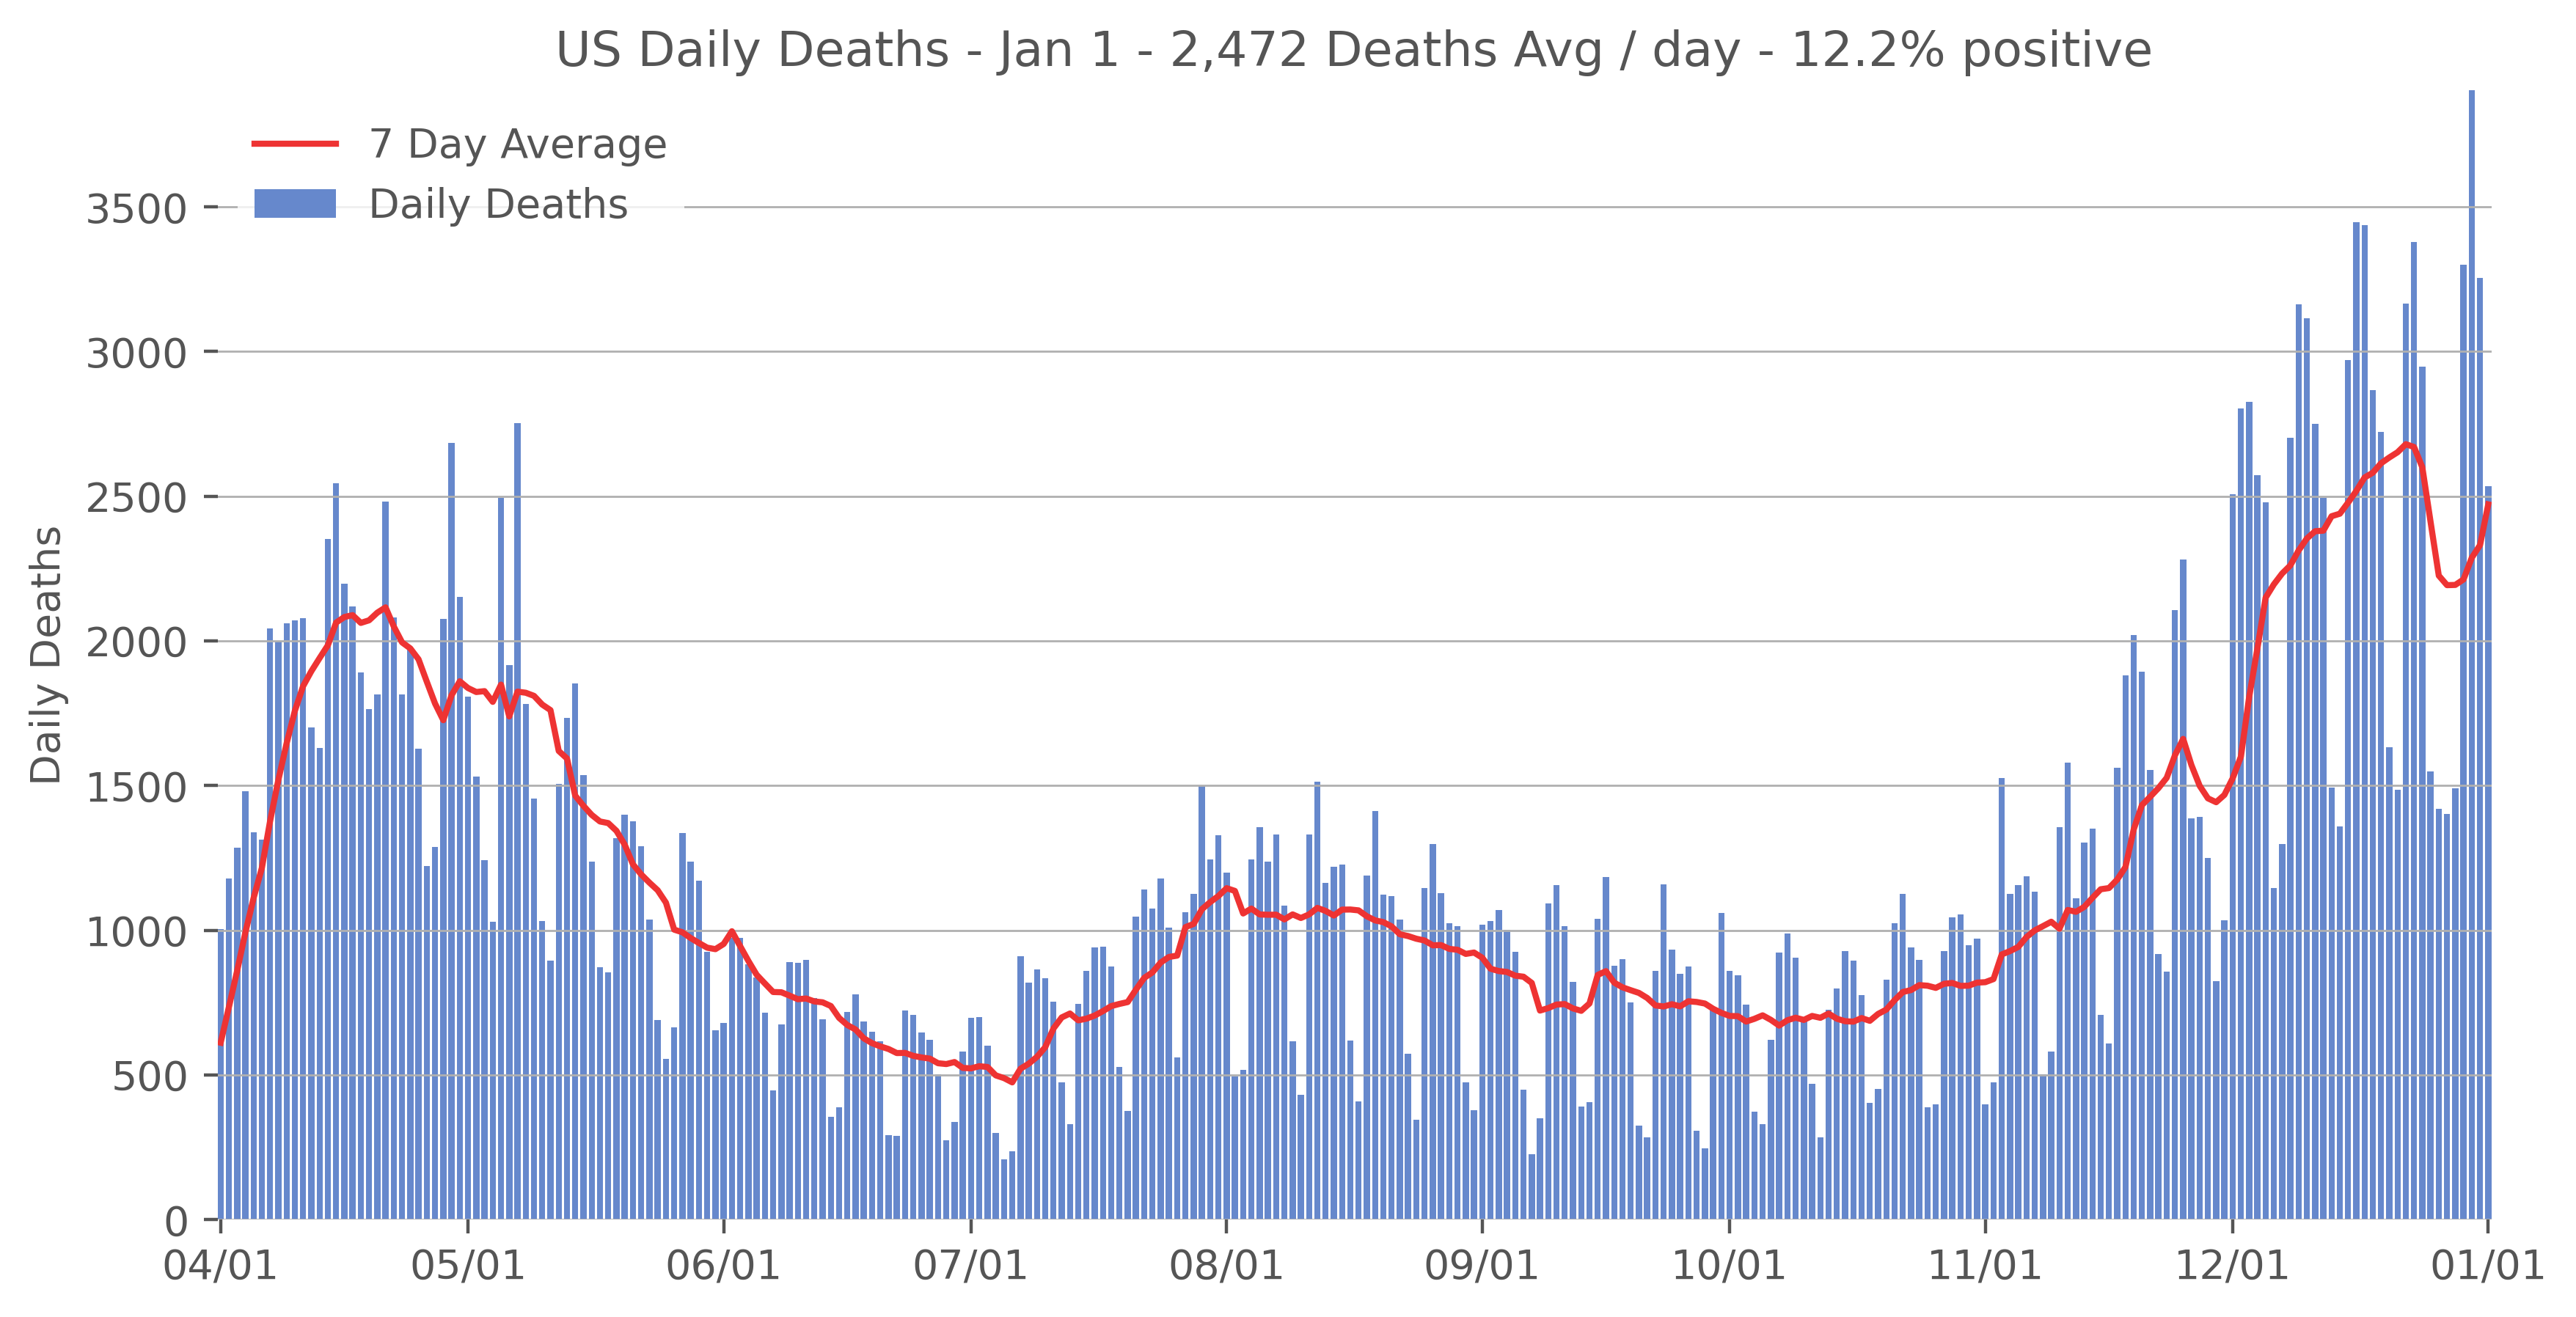 US Daily Deaths - Jan 1 - 2,472 Deaths Avg / day - 12.2% positive
7 Day Average
Daily Deaths
3500
3000
2500
2000
1500
1000
500
0
Daily Deaths
04/01 05/01 06/01 07/01 08/01 09/01 10/01 11/01 12/01 01/01